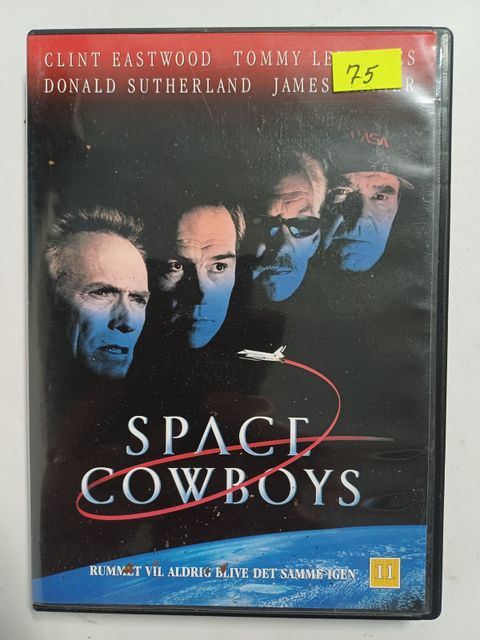 CLINT EASTWOOD TOMMY LEE
DONALD SUTHERLAND JAMES
75
NASA
SPACE
COWBOYS
RUMMET VIL ALDRIG BLIVE DET SAMME IGEN
11